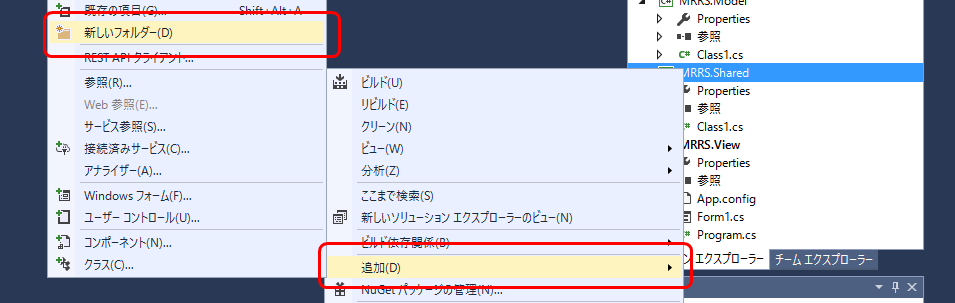 既存の項目(G)... Shift+Alt+A
新しいフォルダー(D)
REST API クライアント...
参照(R)...
Web 参照(E)...
サービス参照(S)...
接続済みサービス(C)...
アナライザー(A)...
Windows フォーム(F)...
ユーザー コントロール(U)...
コンポーネント(N)...
クラス(C)...
ビルド(U)
リビルド(E)
クリーン(N)
ビュー(W)
分析(Z)
ここまで検索(S)
新しいソリューション エクスプローラーのビュー(N)
ビルド依存関係(B)
追加(D)
NuGet パッケージの管理(N)...
MRRS.Model
Properties
参照
C# Class1.cs
MRRS.Shared
Properties
参照
Class1.cs
MRRS.View
Properties
参照
App.config
Form1.cs
Program.cs
ン エクスプローラー チーム エクスプローラー